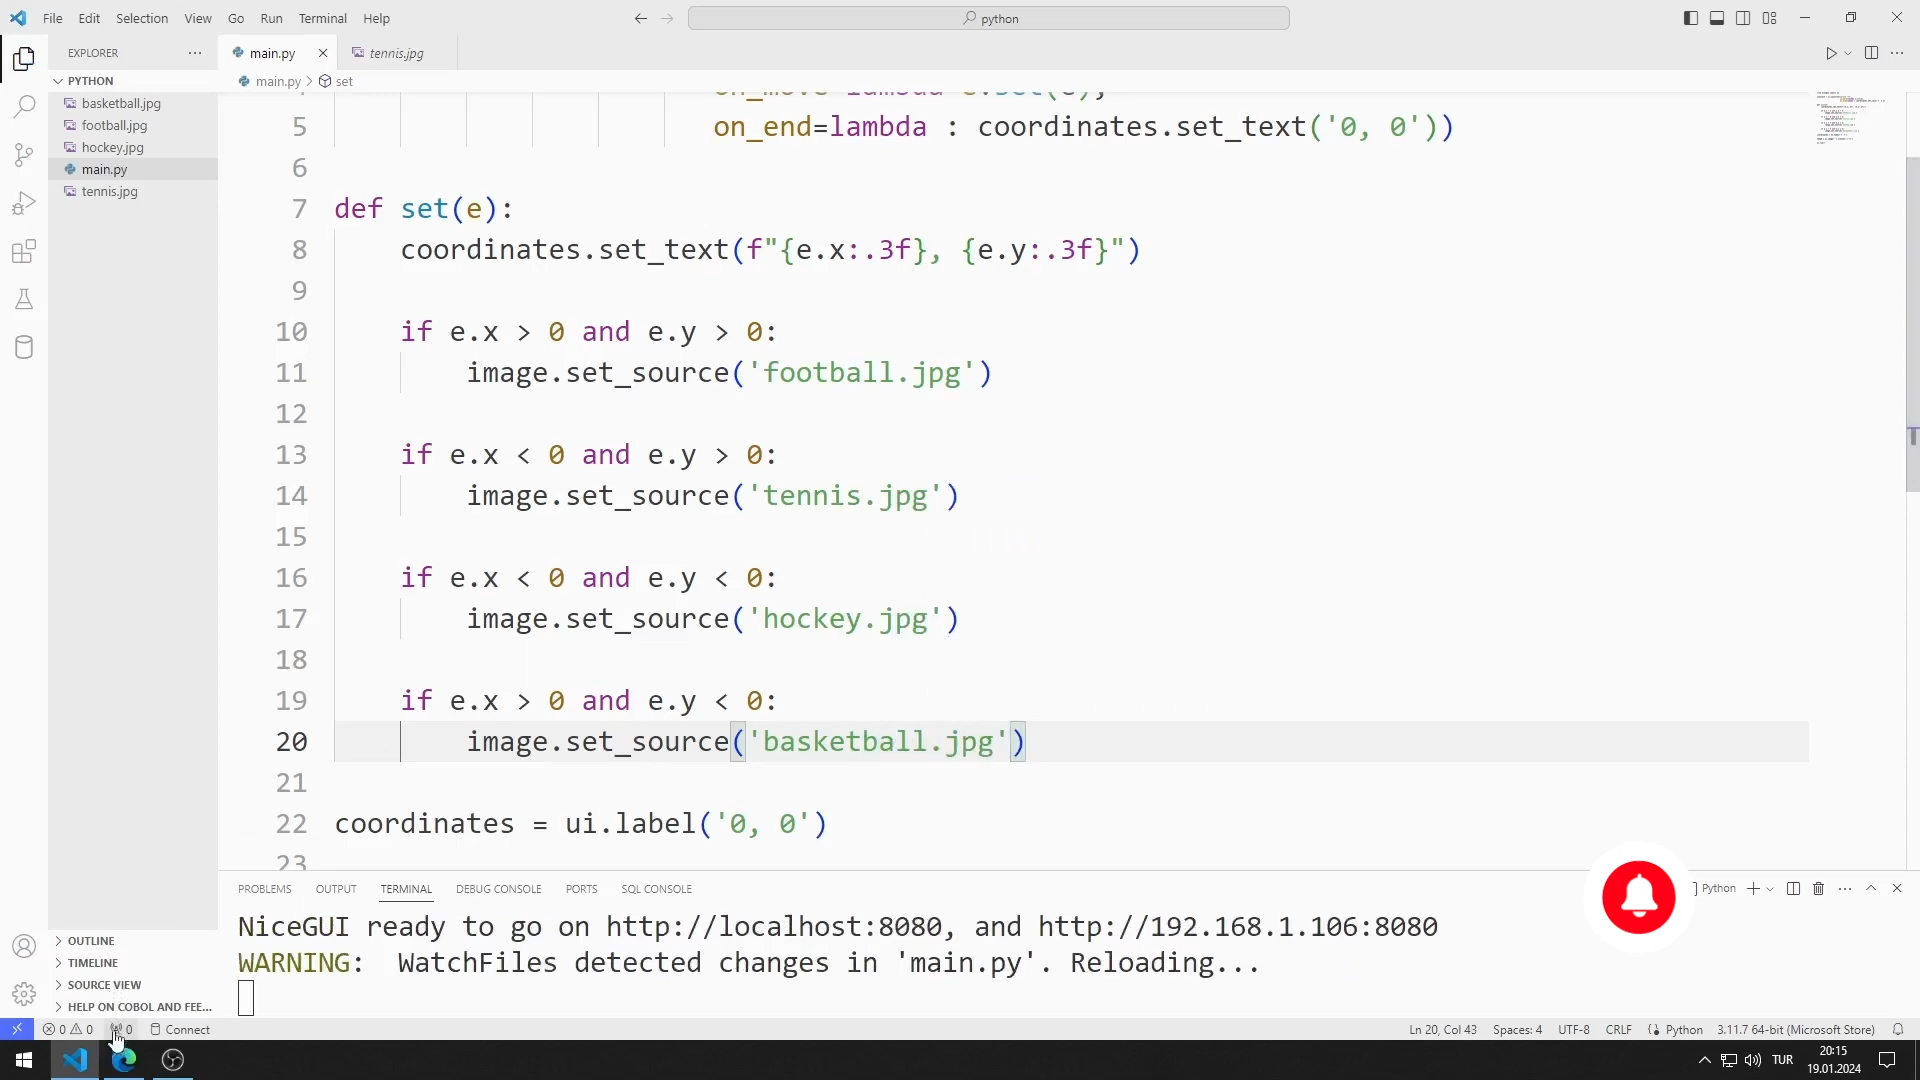 File Edit Selection View Go Run Terminal Help
python
EXPLORER
main.py
tennis.jpg
PYTHON
main.py > set
basketball.jpg
football.jpg
hockey.jpg
main.py
tennis.jpg
5 on_end=lambda : coordinates.set_text('0, 0'))
6
7 def set(e):
8 coordinates.set_text(f"{e.x:.3f}, {e.y:.3f}")
9
10 if e.x > 0 and e.y > 0:
11 image.set_source('football.jpg')
12
13 if e.x < 0 and e.y > 0:
14 image.set_source('tennis.jpg')
15
16 if e.x < 0 and e.y < 0:
17 image.set_source('hockey.jpg')
18
19 if e.x > 0 and e.y < 0:
20 image.set_source('basketball.jpg')
21
22 coordinates = ui.label('0, 0')
23
PROBLEMS OUTPUT TERMINAL DEBUG CONSOLE PORTS SQL CONSOLE
Python
NiceGUI ready to go on http://localhost:8080, and http://192.168.1.106:8080
WARNING: WatchFiles detected changes in 'main.py'. Reloading...
OUTLINE
TIMELINE
SOURCE VIEW
HELP ON COBOL AND FEE...
0 0 0 Connect
Ln 20, Col 43 Spaces: 4 UTF-8 CRLF Python 3.11.7 64-bit (Microsoft Store)
TUR
20:15
19.01.2024